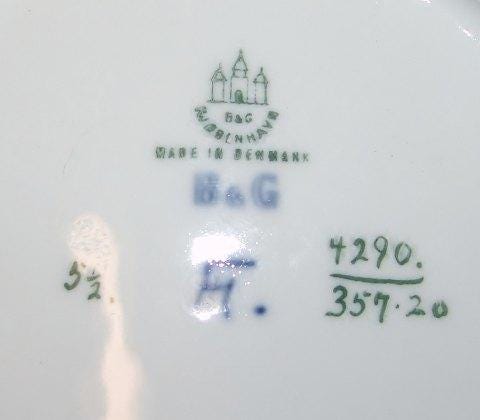 B&G
KJØBENHAVN
MADE IN DENMARK
B&G
5½.
4290.
357.20